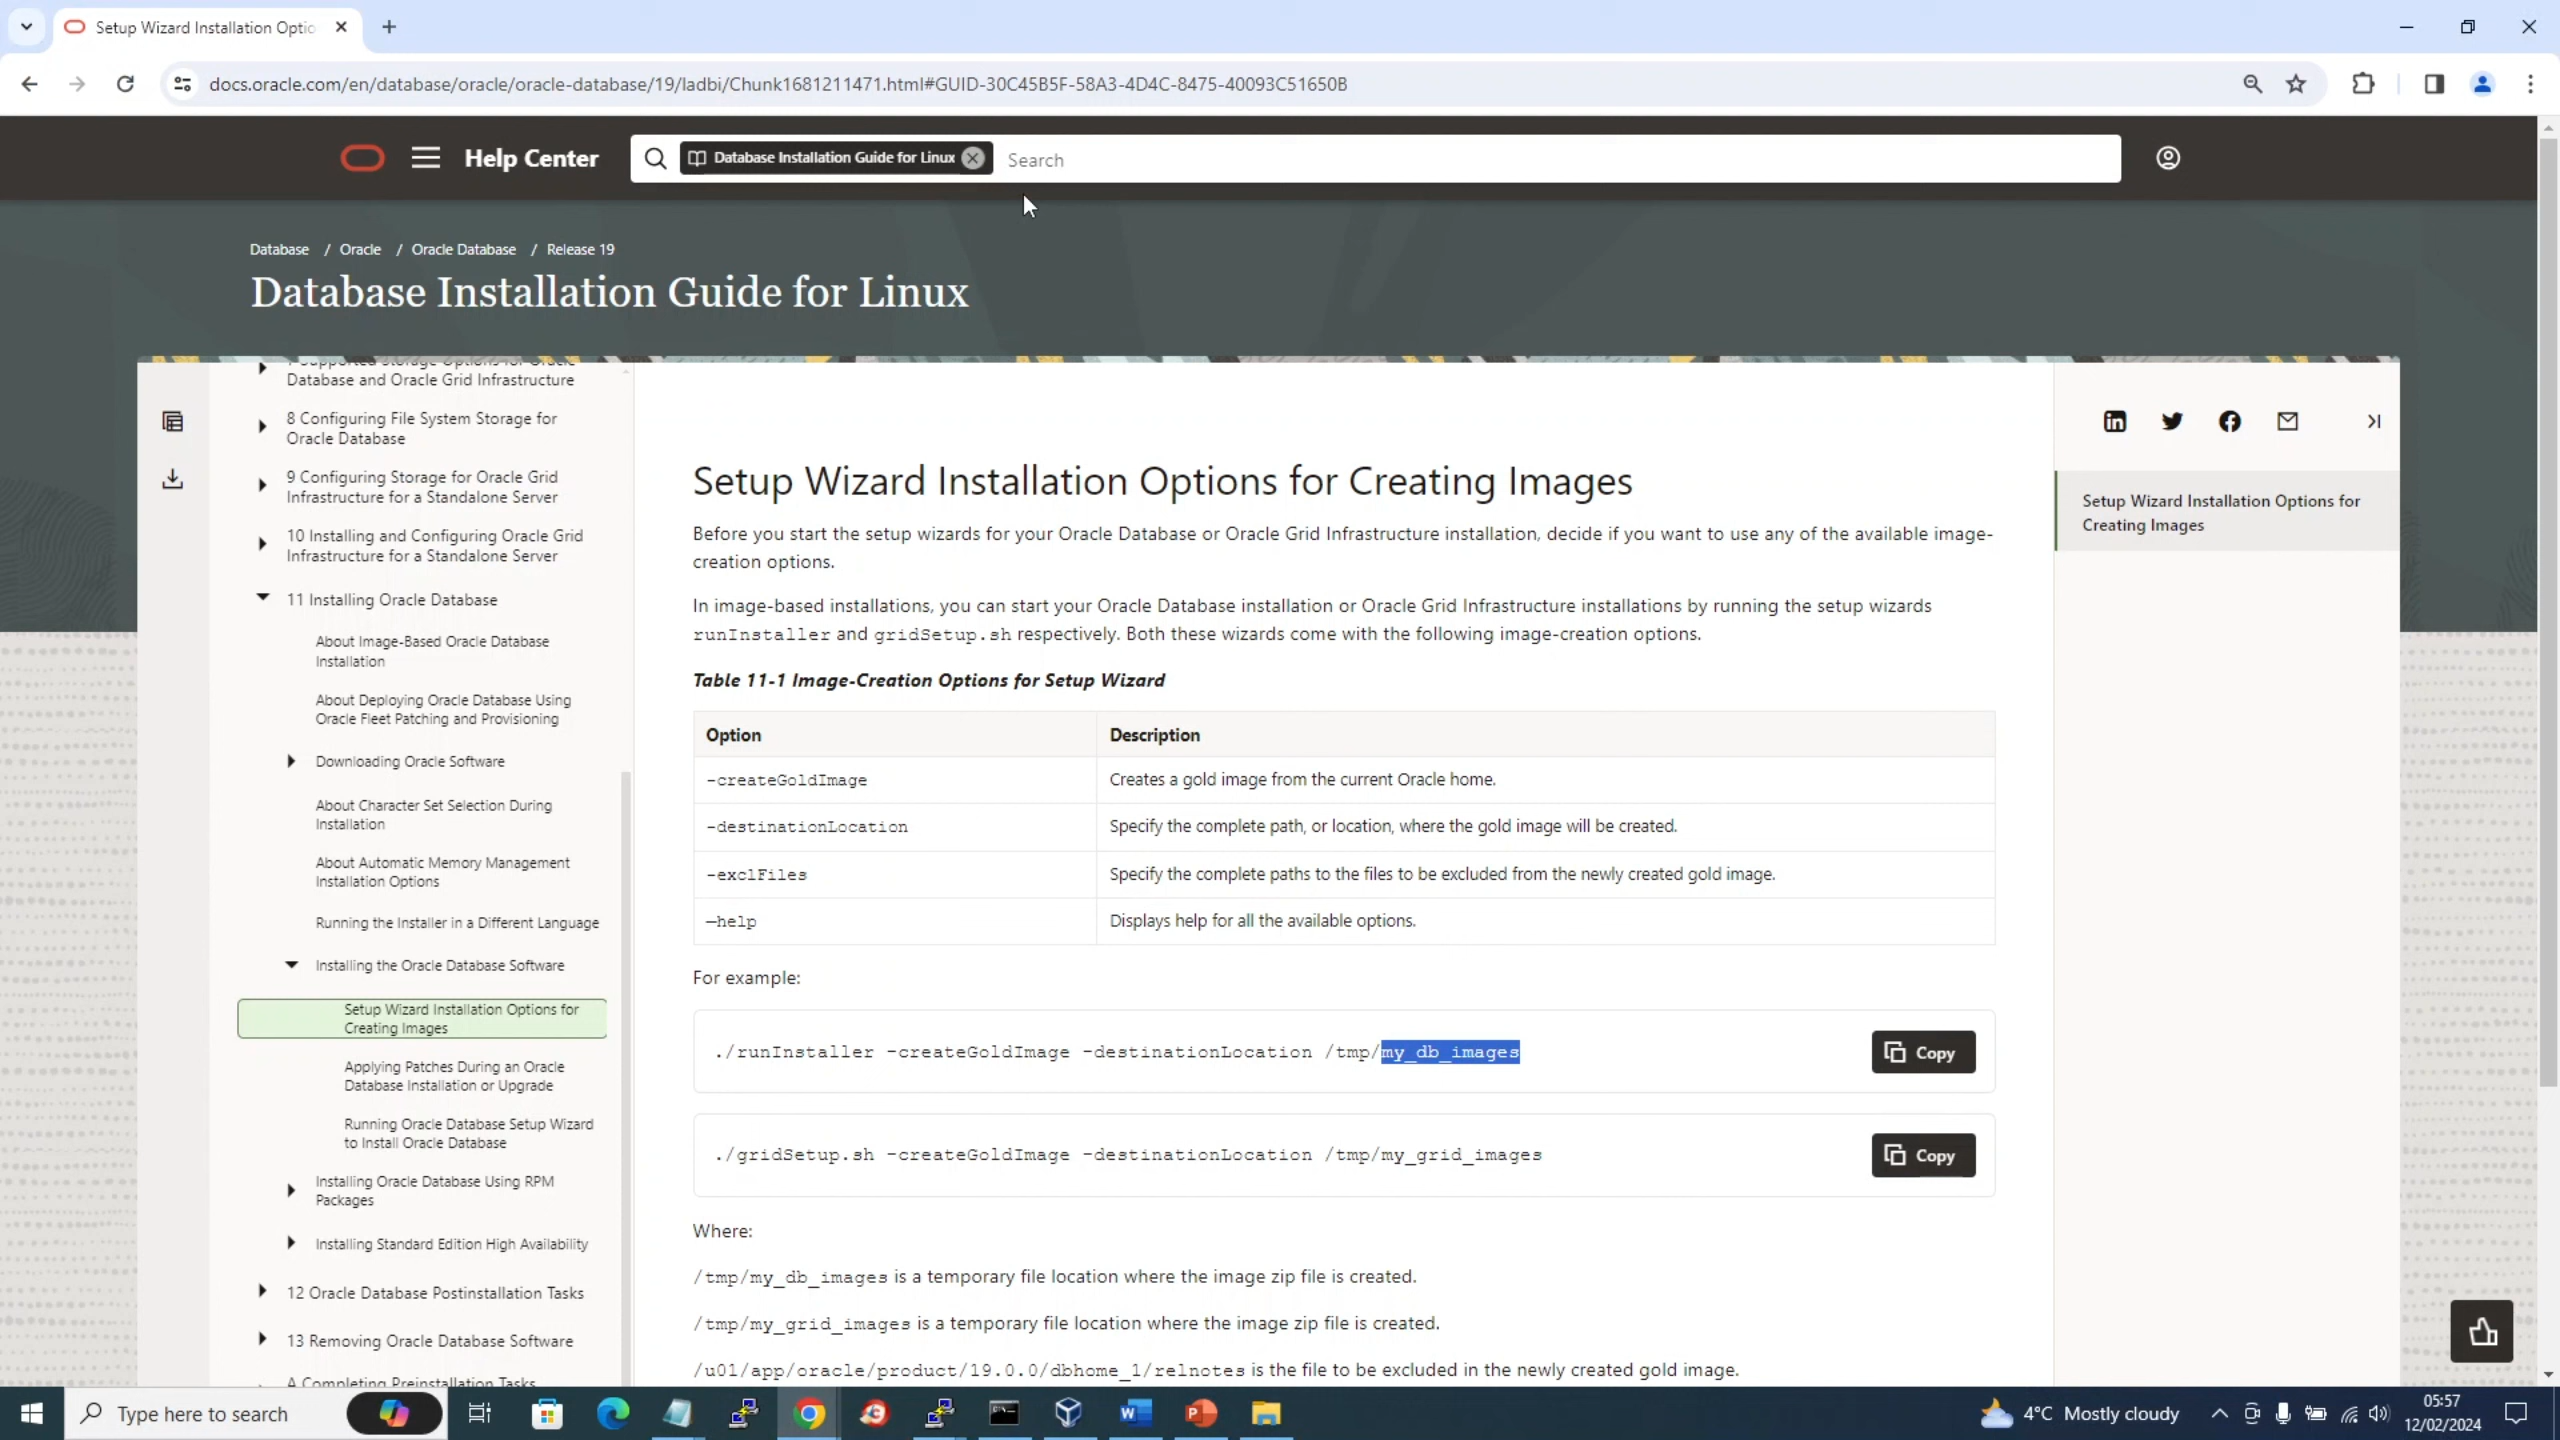 Setup Wizard Installation Optio
docs.oracle.com/en/database/oracle/oracle-database/19/ladbi/Chunk1681211471.html#GUID-30C45B5F-58A3-4D4C-8475-40093C51650B
Help Center
Database Installation Guide for Linux
Search
Database / Oracle / Oracle Database / Release 19
Database Installation Guide for Linux
Database and Oracle Grid Infrastructure
8 Configuring File System Storage for
Oracle Database
9 Configuring Storage for Oracle Grid
Infrastructure for a Standalone Server
10 Installing and Configuring Oracle Grid
Infrastructure for a Standalone Server
11 Installing Oracle Database
About Image-Based Oracle Database
Installation
About Deploying Oracle Database Using
Oracle Fleet Patching and Provisioning
Downloading Oracle Software
About Character Set Selection During
Installation
About Automatic Memory Management
Installation Options
Running the Installer in a Different Language
Installing the Oracle Database Software
Setup Wizard Installation Options for
Creating Images
Applying Patches During an Oracle
Database Installation or Upgrade
Running Oracle Database Setup Wizard
to Install Oracle Database
Installing Oracle Database Using RPM
Packages
Installing Standard Edition High Availability
12 Oracle Database Postinstallation Tasks
13 Removing Oracle Database Software
A Completing Preinstallation Tasks
Setup Wizard Installation Options for Creating Images
Before you start the setup wizards for your Oracle Database or Oracle Grid Infrastructure installation, decide if you want to use any of the available image-
creation options.
In image-based installations, you can start your Oracle Database installation or Oracle Grid Infrastructure installations by running the setup wizards
runInstaller and gridSetup.sh respectively. Both these wizards come with the following image-creation options.
Table 11-1 Image-Creation Options for Setup Wizard
Option Description
-createGoldImage Creates a gold image from the current Oracle home.
-destinationLocation Specify the complete path, or location, where the gold image will be created.
-exclFiles Specify the complete paths to the files to be excluded from the newly created gold image.
—help Displays help for all the available options.
For example:
./runInstaller -createGoldImage -destinationLocation /tmp/my_db_images
Copy
./gridSetup.sh -createGoldImage -destinationLocation /tmp/my_grid_images
Copy
Where:
/tmp/my_db_images is a temporary file location where the image zip file is created.
/tmp/my_grid_images is a temporary file location where the image zip file is created.
/u01/app/oracle/product/19.0.0/dbhome_1/relnotes is the file to be excluded in the newly created gold image.
Setup Wizard Installation Options for
Creating Images
Type here to search
4°C Mostly cloudy
05:57
12/02/2024